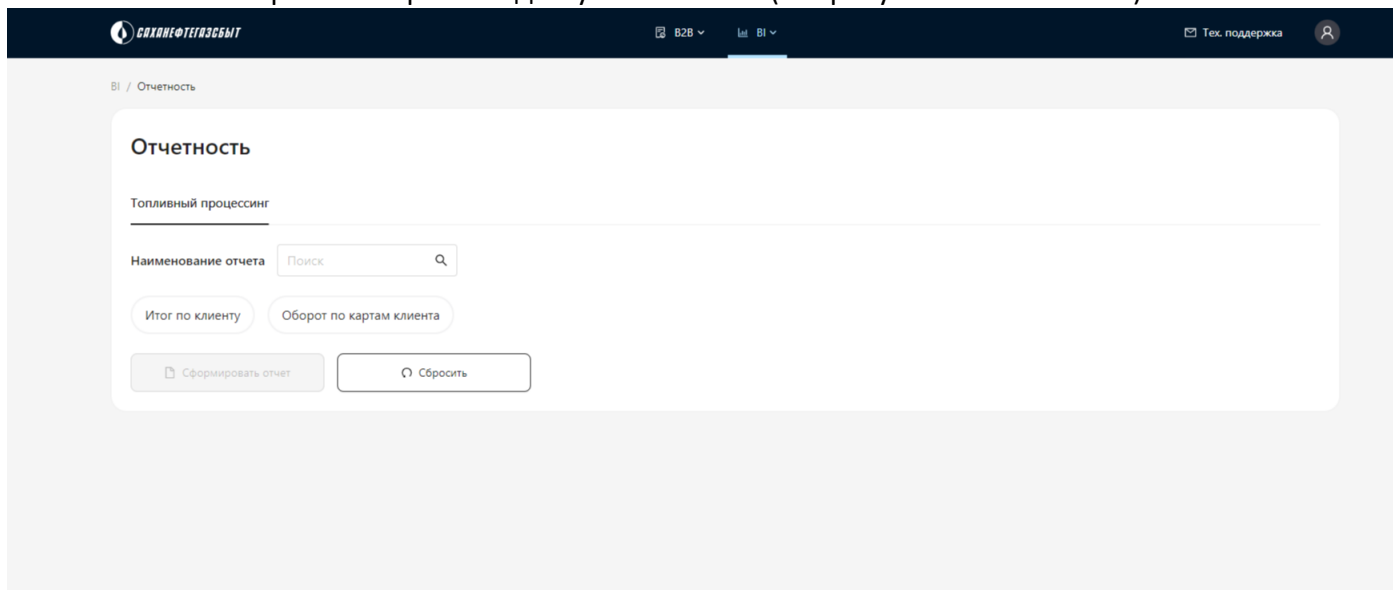 САХАНЕФТЕГАЗСБЫТ B2B BI Тех. поддержка
BI / Отчетность
Отчетность
Топливный процессинг
Наименование отчета Поиск
Итог по клиенту Оборот по картам клиента
Сформировать отчет Сбросить